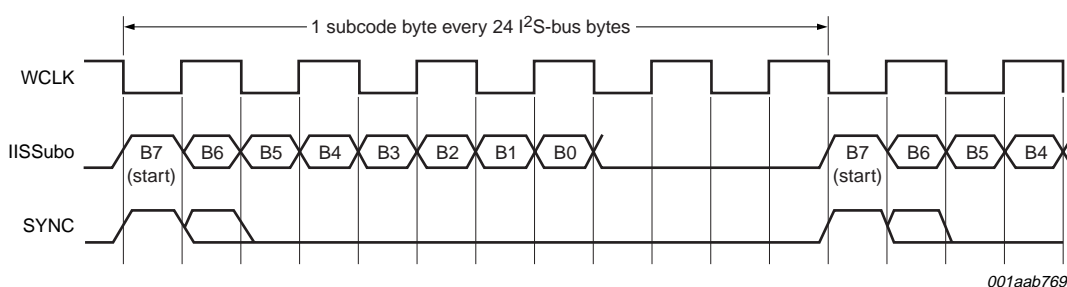 1 subcode byte every 24 I²S-bus bytes
WCLK
IISSubo B7 B6 B5 B4 B3 B2 B1 B0 B7 B6 B5 B4
(start) (start)
SYNC
001aab769